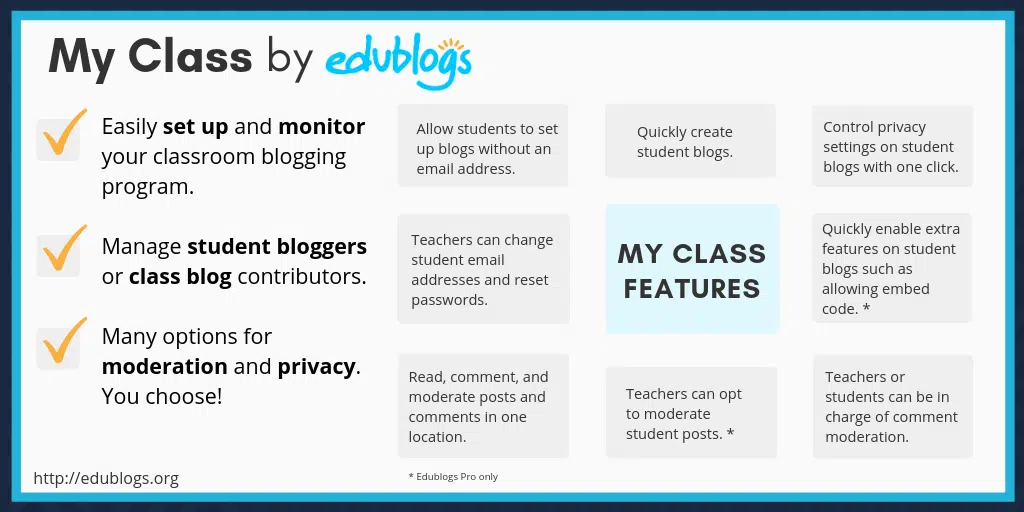 My Class by edublogs
Easily set up and monitor
your classroom blogging
program.
Manage student bloggers
or class blog contributors.
Many options for
moderation and privacy.
You choose!
http://edublogs.org
Allow students to set
up blogs without an
email address.
Quickly create
student blogs.
Control privacy
settings on student
blogs with one click.
Teachers can change
student email
addresses and reset
passwords.
MY CLASS
FEATURES
Quickly enable extra
features on student
blogs such as
allowing embed
code. *
Read, comment, and
moderate posts and
comments in one
location.
Teachers can opt
to moderate
student posts. *
Teachers or
students can be in
charge of comment
moderation.
* Edublogs Pro only